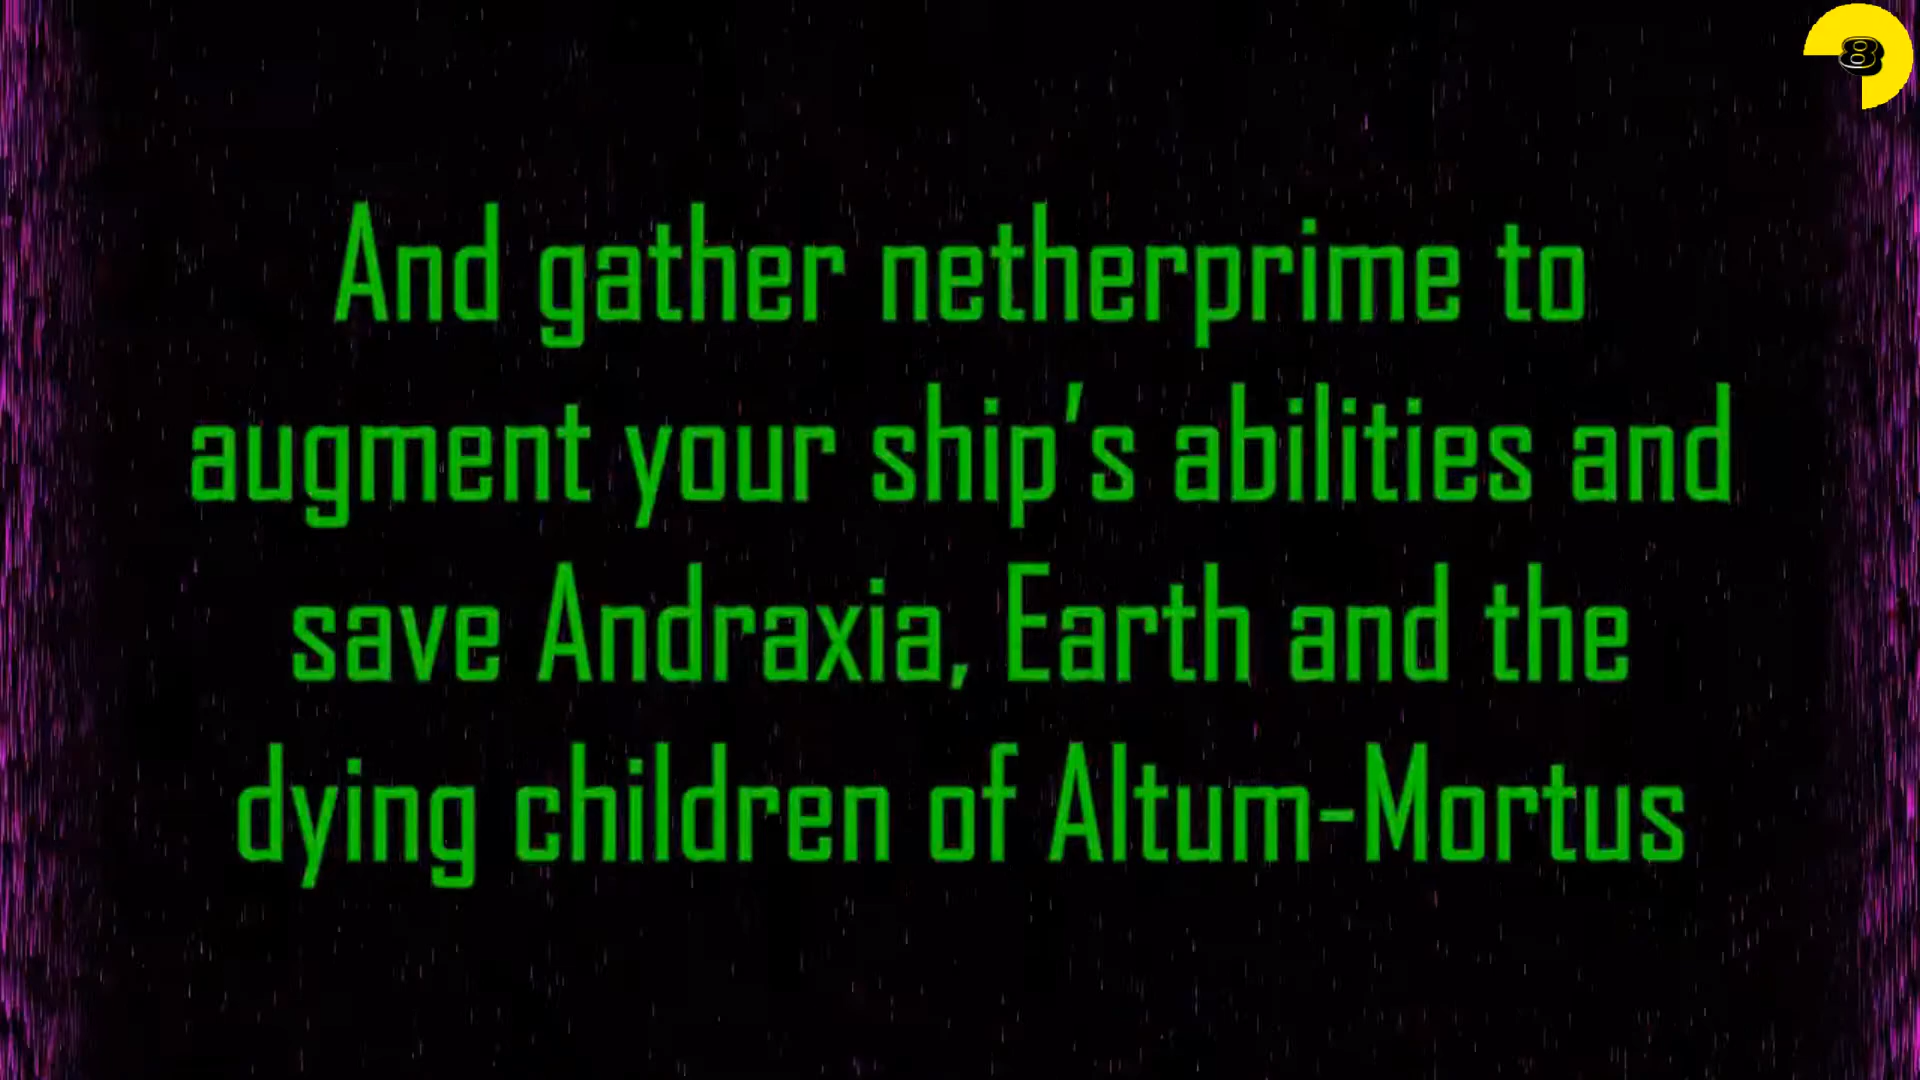 8
And gather netherprime to
augment your ship's abilities and
save Andraxia, Earth and the
dying children of Altum-Mortus